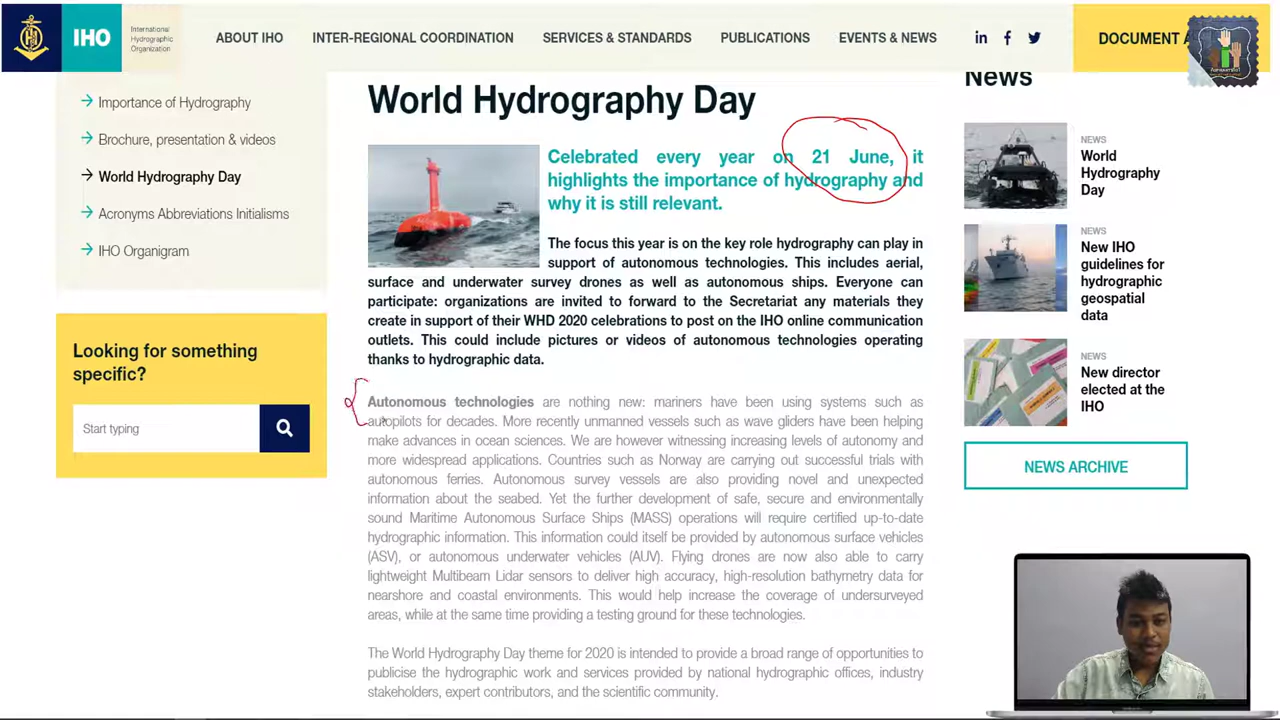 IHO
International
Hydrographic
Organization
ABOUT IHO
INTER-REGIONAL COORDINATION
SERVICES & STANDARDS
PUBLICATIONS
EVENTS & NEWS
DOCUMENT A
Importance of Hydrography
Brochure, presentation & videos
World Hydrography Day
Acronyms Abbreviations Initialisms
IHO Organigram
Looking for something
specific?
Start typing
World Hydrography Day
Celebrated every year on 21 June, it
highlights the importance of hydrography and
why it is still relevant.
The focus this year is on the key role hydrography can play in
support of autonomous technologies. This includes aerial,
surface and underwater survey drones as well as autonomous ships. Everyone can
participate: organizations are invited to forward to the Secretariat any materials they
create in support of their WHD 2020 celebrations to post on the IHO online communication
outlets. This could include pictures or videos of autonomous technologies operating
thanks to hydrographic data.
Autonomous technologies are nothing new: mariners have been using systems such as
autopilots for decades. More recently unmanned vessels such as wave gliders have been helping
make advances in ocean sciences. We are however witnessing increasing levels of autonomy and
more widespread applications. Countries such as Norway are carrying out successful trials with
autonomous ferries. Autonomous survey vessels are also providing novel and unexpected
information about the seabed. Yet the further development of safe, secure and environmentally
sound Maritime Autonomous Surface Ships (MASS) operations will require certified up-to-date
hydrographic information. This information could itself be provided by autonomous surface vehicles
(ASV), or autonomous underwater vehicles (AUV). Flying drones are now also able to carry
lightweight Multibeam Lidar sensors to deliver high accuracy, high-resolution bathymetry data for
nearshore and coastal environments. This would help increase the coverage of undersurveyed
areas, while at the same time providing a testing ground for these technologies.
The World Hydrography Day theme for 2020 is intended to provide a broad range of opportunities to
publicise the hydrographic work and services provided by national hydrographic offices, industry
stakeholders, expert contributors, and the scientific community.
News
NEWS
World
Hydrography
Day
NEWS
New IHO
guidelines for
hydrographic
geospatial
data
NEWS
New director
elected at the
IHO
NEWS ARCHIVE